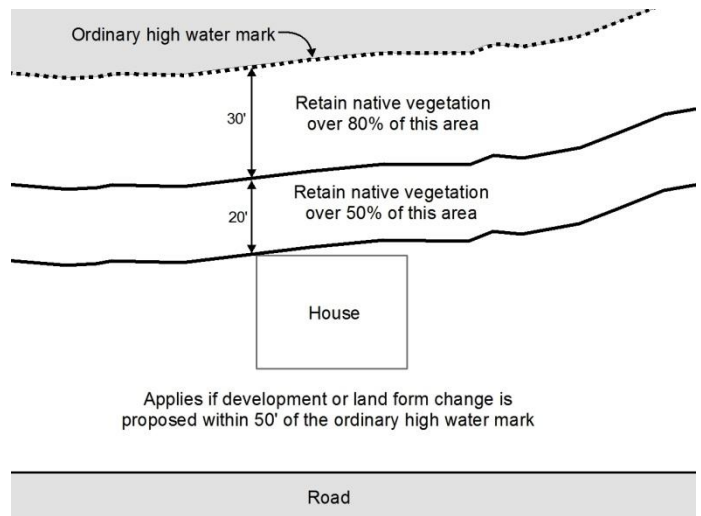 Ordinary high water mark
30'
Retain native vegetation
over 80% of this area
20'
Retain native vegetation
over 50% of this area
House
Applies if development or land form change is
proposed within 50' of the ordinary high water mark
Road